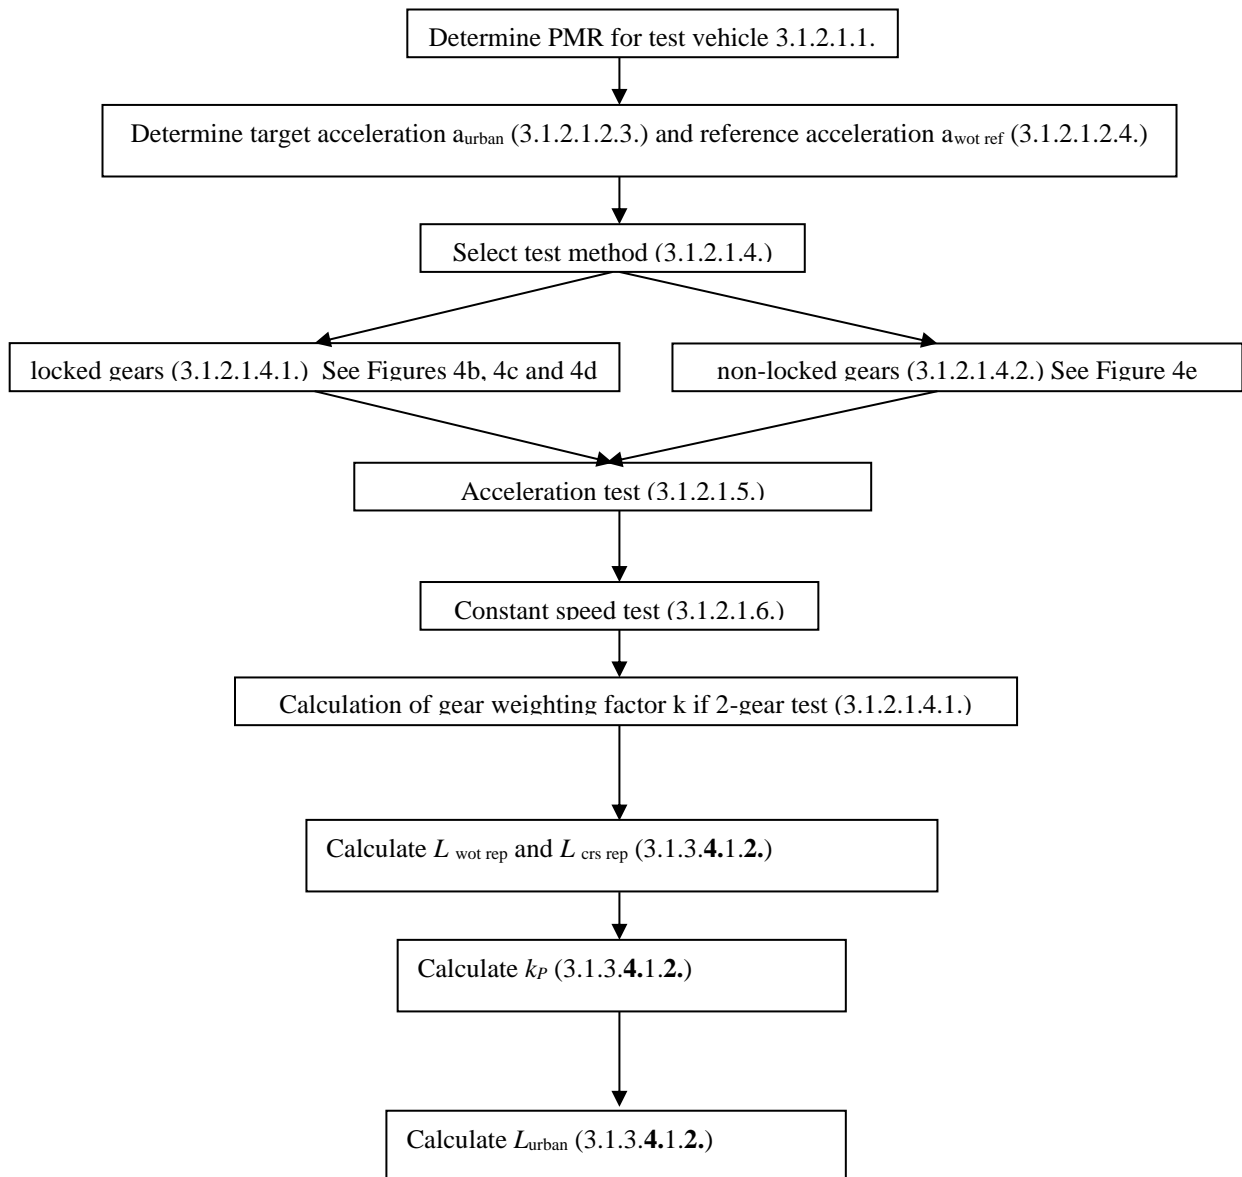 Determine PMR for test vehicle 3.1.2.1.1.
Determine target acceleration aurban (3.1.2.1.2.3.) and reference acceleration awot ref (3.1.2.1.2.4.)
Select test method (3.1.2.1.4.)
locked gears (3.1.2.1.4.1.) See Figures 4b, 4c and 4d
non-locked gears (3.1.2.1.4.2.) See Figure 4e
Acceleration test (3.1.2.1.5.)
Constant speed test (3.1.2.1.6.)
Calculation of gear weighting factor k if 2-gear test (3.1.2.1.4.1.)
Calculate L wot rep and L crs rep (3.1.3.4.1.2.)
Calculate kP (3.1.3.4.1.2.)
Calculate Lurban (3.1.3.4.1.2.)